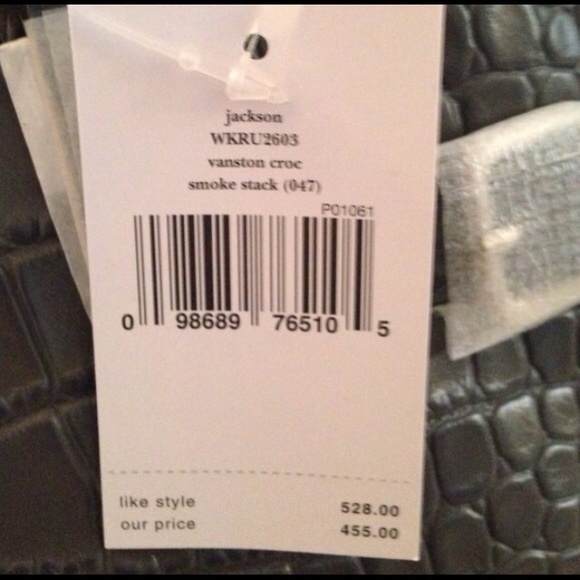 jackson
WKRU2603
vanston croc
smoke stack (047)
P01061
0 98689 76510 5
like style 528.00
our price 455.00